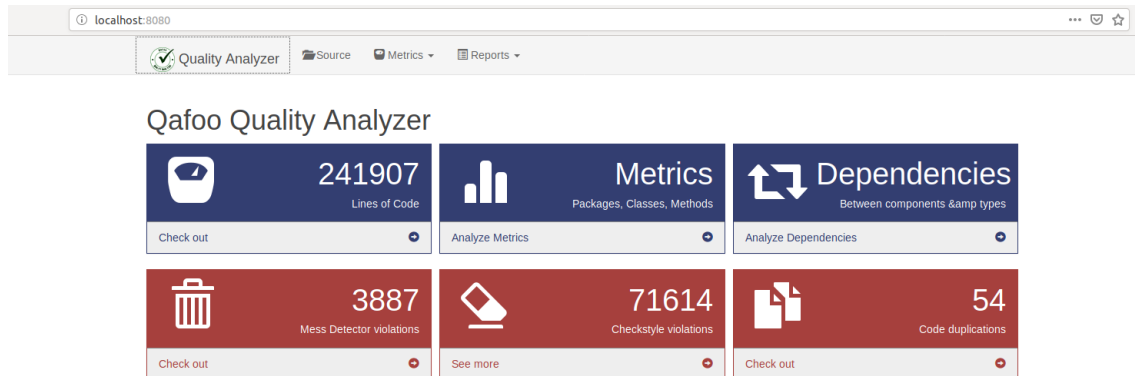 localhost:8080
Quality Analyzer Source Metrics Reports
Qafoo Quality Analyzer
241907
Lines of Code
Check out
Metrics
Packages, Classes, Methods
Analyze Metrics
Dependencies
Between components &amp types
Analyze Dependencies
3887
Mess Detector violations
Check out
71614
Checkstyle violations
See more
54
Code duplications
Check out